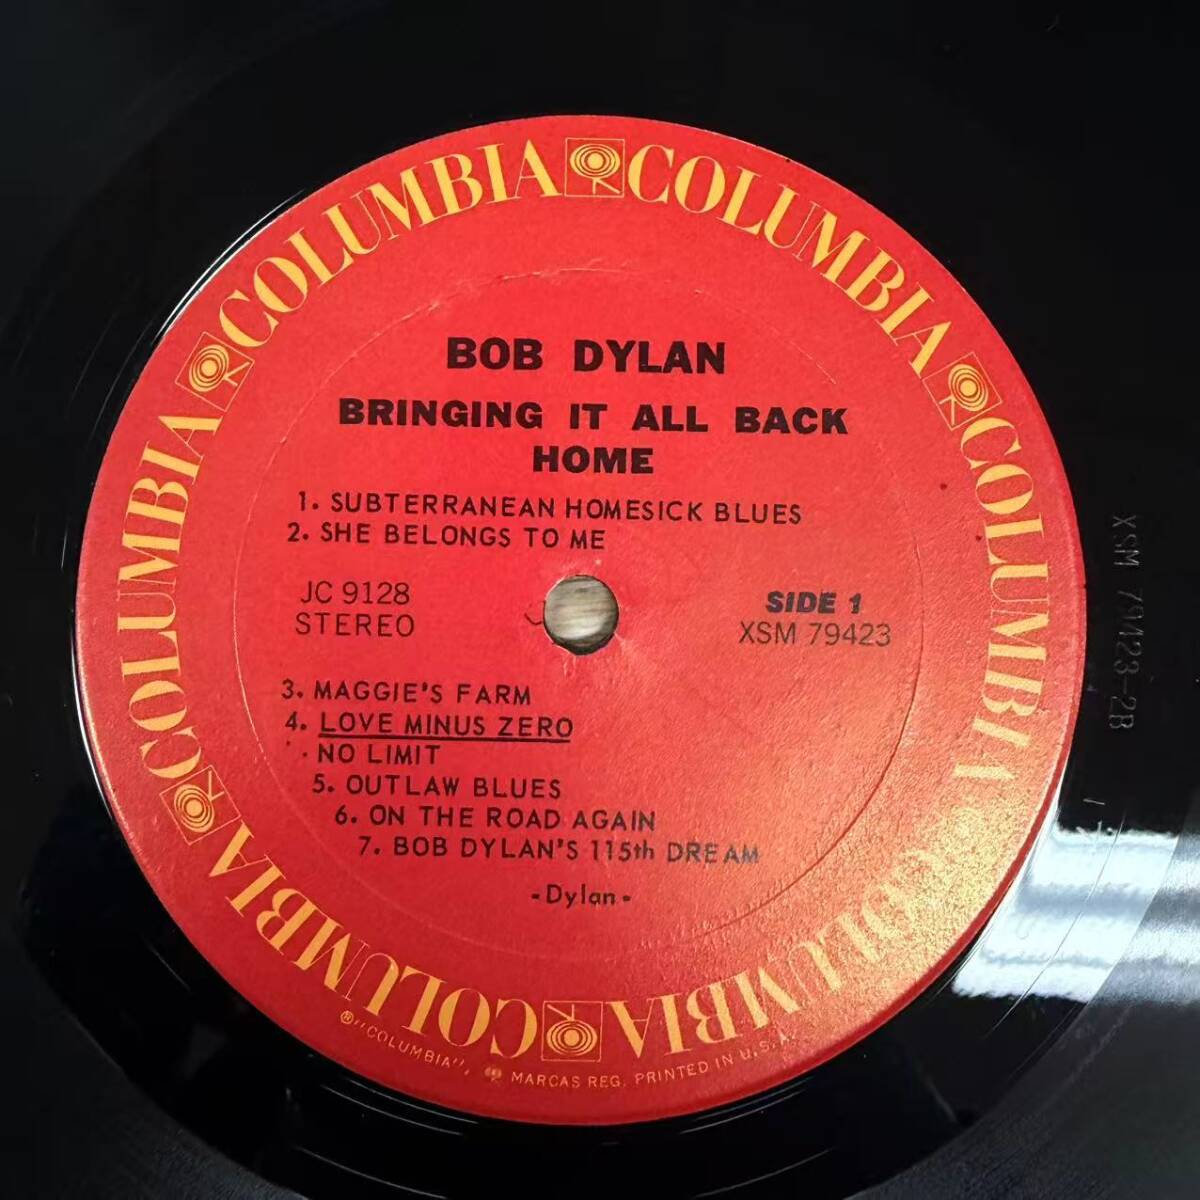 COLUMBIA COLUMBIA COLUMBIA COLUMBIA COLUMBIA COLUMBIA COLUMBIA
BOB DYLAN
BRINGING IT ALL BACK
HOME
1. SUBTERRANEAN HOMESICK BLUES
2. SHE BELONGS TO ME
JC 9128
STEREO
SIDE 1
XSM 79423
3. MAGGIE'S FARM
4. LOVE MINUS ZERO
NO LIMIT
5. OUTLAW BLUES
6. ON THE ROAD AGAIN
7. BOB DYLAN'S 115th DREAM
-Dylan-
® "COLUMBIA", MARCAS REG. PRINTED IN U.S.A.
XSM 79423-2B